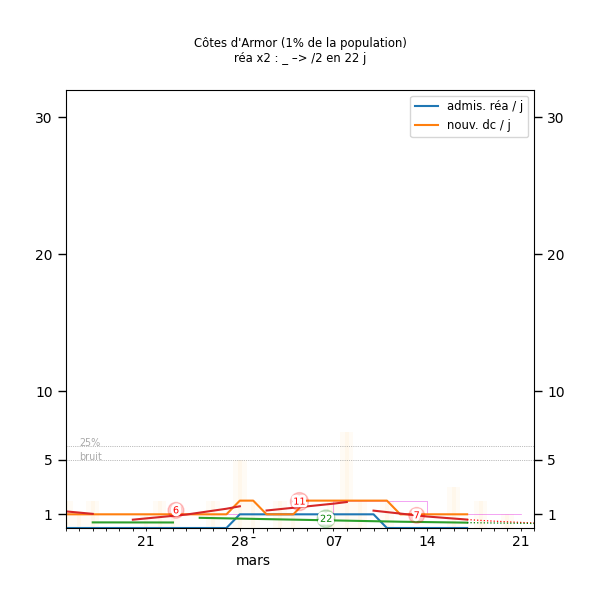 Côtes d'Armor (1% de la population)
réa x2 : _ –> /2 en 22 j
admis. réa / j
nouv. dc / j
30 30
20 20
10 10
25%
5 bruit 5
6 11 22 7
1 1
21 28 07 14 21
mars